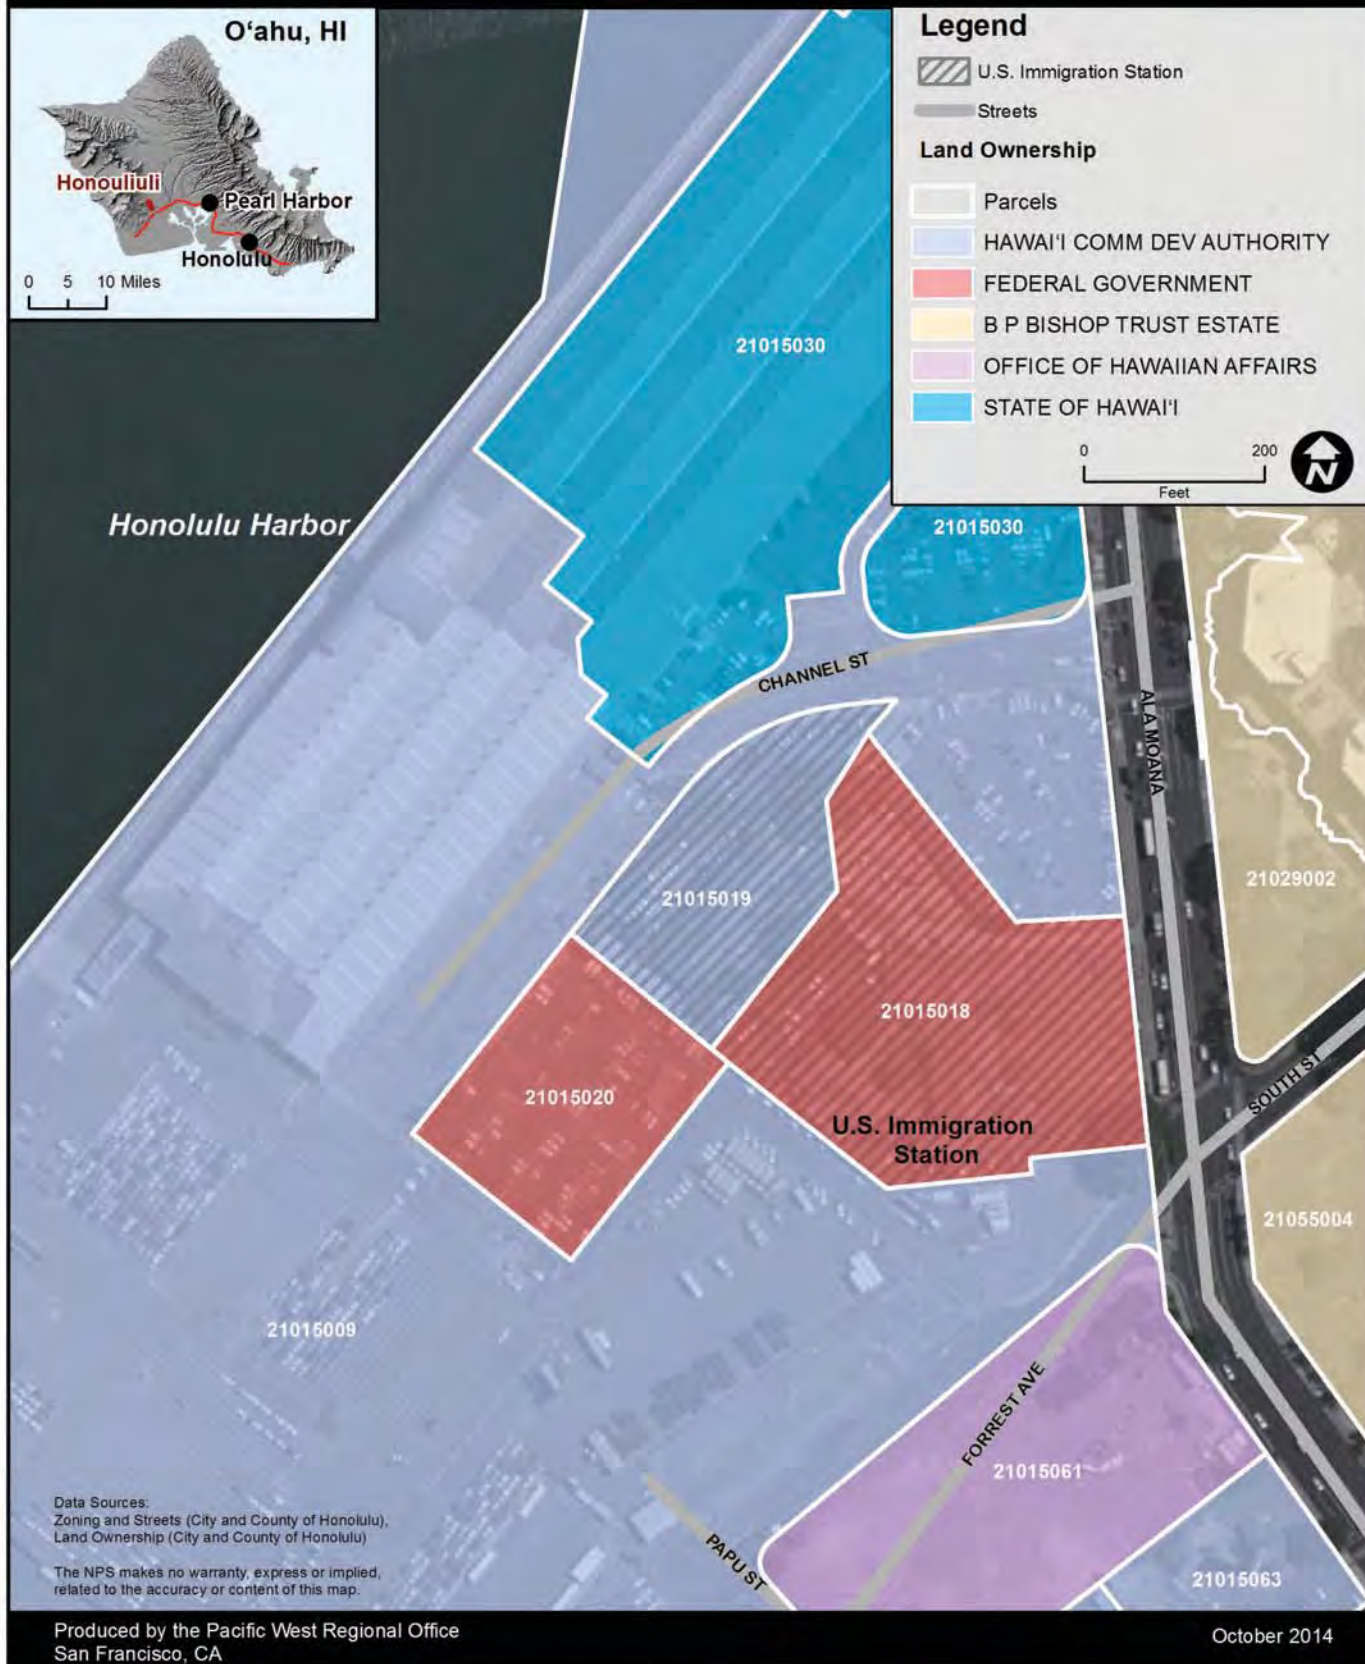 O‘ahu, HI
Honouliuli
Pearl Harbor
Honolulu
0 5 10 Miles
Legend
U.S. Immigration Station
Streets
Land Ownership
Parcels
HAWAI‘I COMM DEV AUTHORITY
FEDERAL GOVERNMENT
B P BISHOP TRUST ESTATE
OFFICE OF HAWAIIAN AFFAIRS
STATE OF HAWAI‘I
0 200
Feet
N
21015030
Honolulu Harbor
21015030
CHANNEL ST
ALA MOANA
21029002
21015019
21015018
21015020
SOUTH ST
U.S. Immigration
Station
21055004
21015009
FORREST AVE
21015061
PAPU ST
21015063
Data Sources:
Zoning and Streets (City and County of Honolulu),
Land Ownership (City and County of Honolulu)
The NPS makes no warranty, express or implied,
related to the accuracy or content of this map.
Produced by the Pacific West Regional Office
San Francisco, CA
October 2014